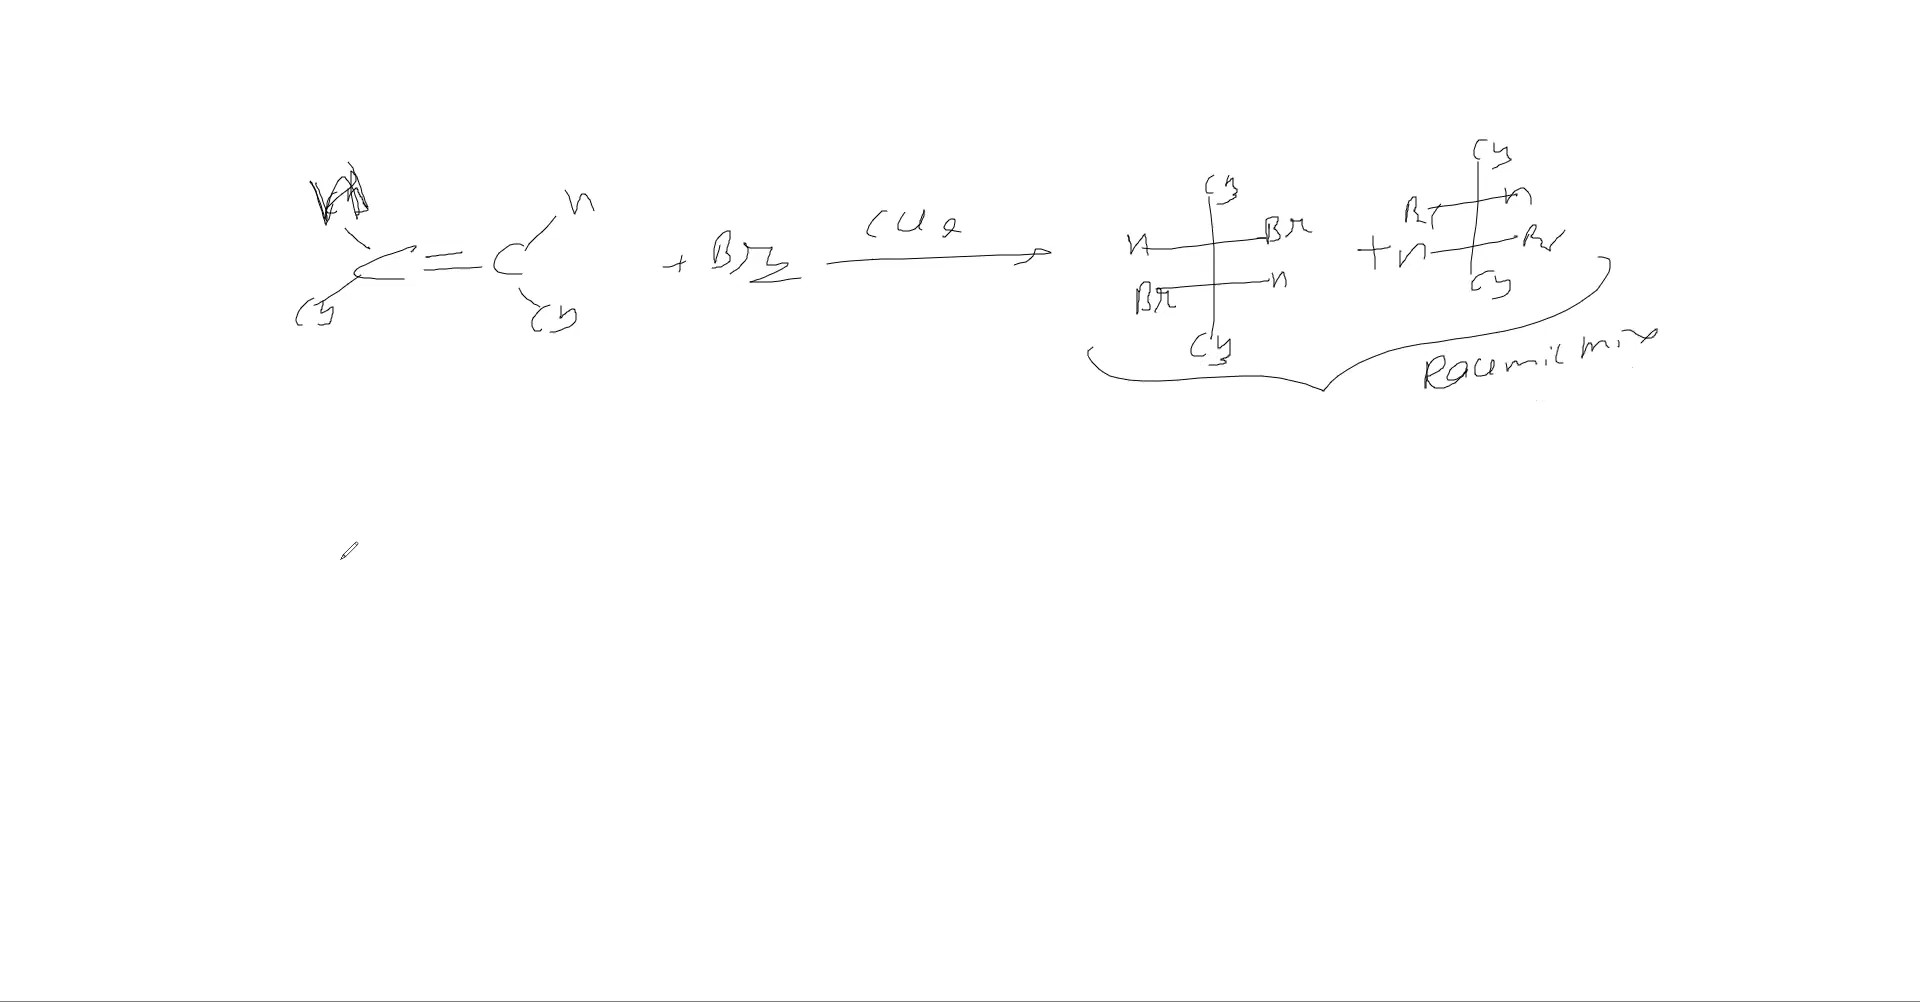 H H
C = C + Br2 CCl4
CH3 CH3
CH3 CH3
H Br Br H
Br H + H Br
CH3 CH3
Racemic mix